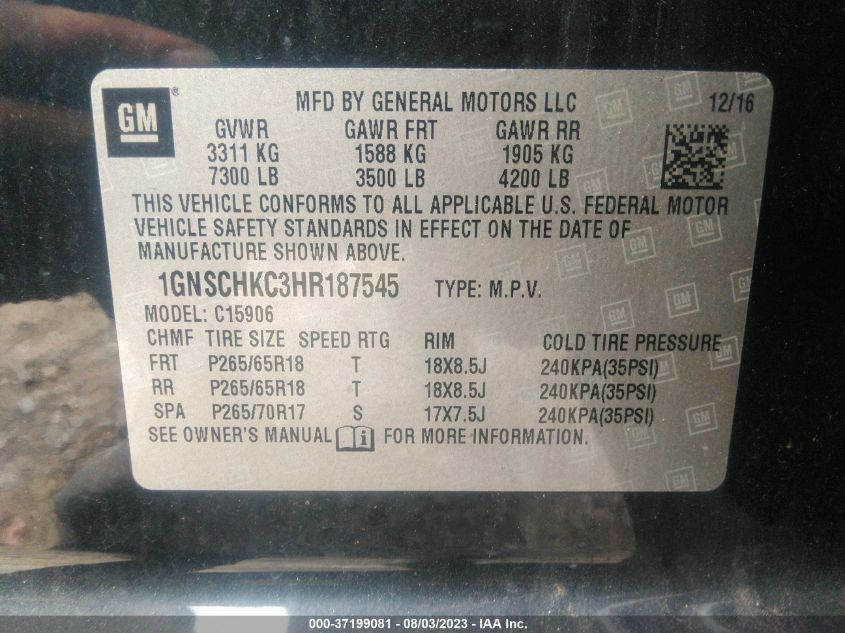 GM ® MFD BY GENERAL MOTORS LLC 12/16
GVWR GAWR FRT GAWR RR
3311 KG 1588 KG 1905 KG
7300 LB 3500 LB 4200 LB
THIS VEHICLE CONFORMS TO ALL APPLICABLE U.S. FEDERAL MOTOR
VEHICLE SAFETY STANDARDS IN EFFECT ON THE DATE OF
MANUFACTURE SHOWN ABOVE.
1GNSCHKC3HR187545 TYPE: M.P.V.
MODEL: C15906
CHMF TIRE SIZE SPEED RTG RIM COLD TIRE PRESSURE
FRT P265/65R18 T 18X8.5J 240KPA(35PSI)
RR P265/65R18 T 18X8.5J 240KPA(35PSI)
SPA P265/70R17 S 17X7.5J 240KPA(35PSI)
SEE OWNER'S MANUAL i FOR MORE INFORMATION.
000-37199081 - 08/03/2023 - IAA Inc.